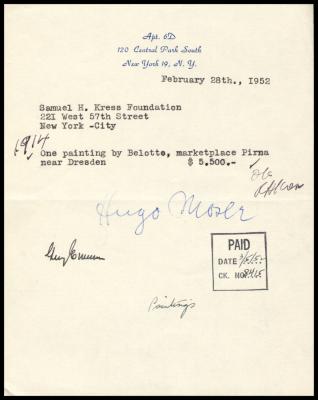 Apt. 6D
120 Central Park South
New York 19, N. Y.
February 28th., 1952
Samuel H. Kress Foundation
221 West 57th Street
New York -City
1914
One painting by Belotto, marketplace Pirna
near Dresden $ 5,500.-
Hugo Moser
PAID
DATE
CK. NO.
Paintings